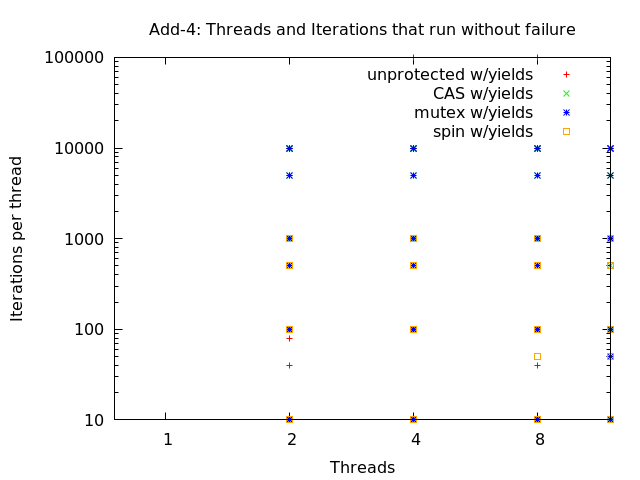 Add-4: Threads and Iterations that run without failure
100000
10000
1000
100
10
Iterations per thread
unprotected w/yields
CAS w/yields
mutex w/yields
spin w/yields
1 2 4 8
Threads